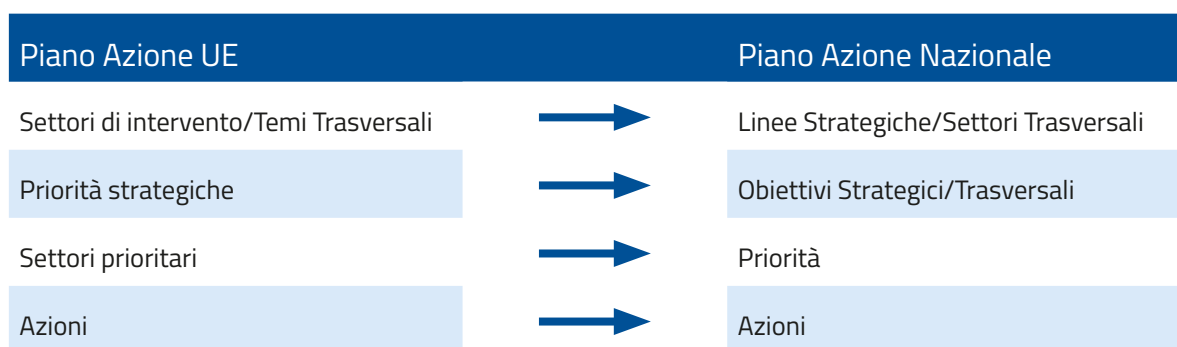 Piano Azione UE Piano Azione Nazionale
Settori di intervento/Temi Trasversali Linee Strategiche/Settori Trasversali
Priorità strategiche Obiettivi Strategici/Trasversali
Settori prioritari Priorità
Azioni Azioni